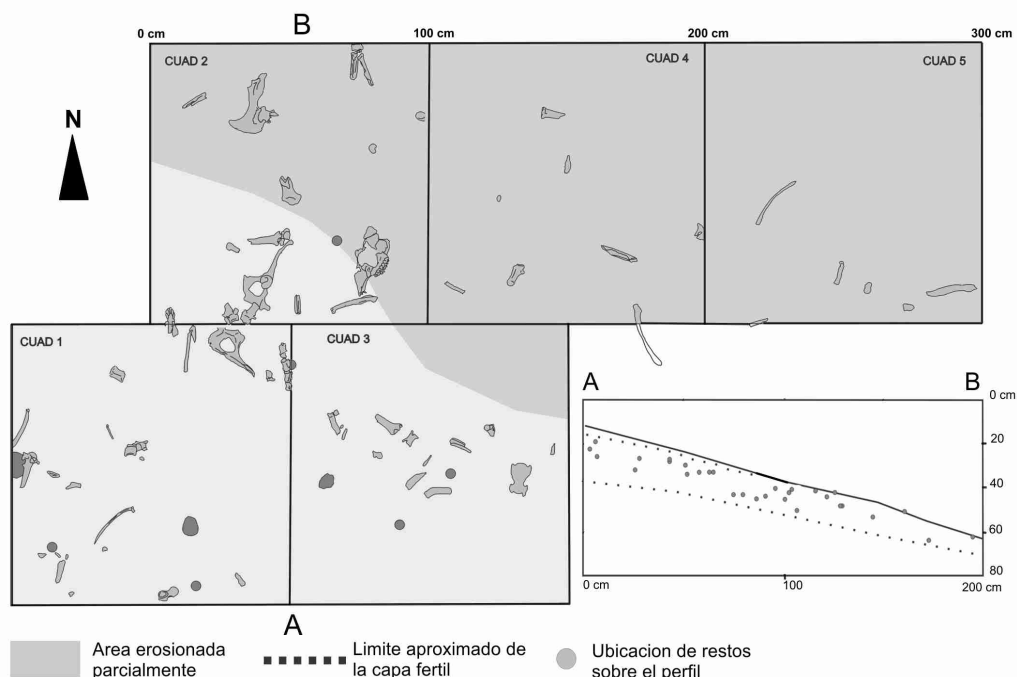 B
0 cm 100 cm 200 cm 300 cm
CUAD 2 CUAD 4 CUAD 5
N
CUAD 1 CUAD 3
A B
0 cm
20
40
60
80
0 cm 100 200 cm
A
Area erosionada
parcialmente
Limite aproximado de
la capa fertil
Ubicacion de restos
sobre el perfil